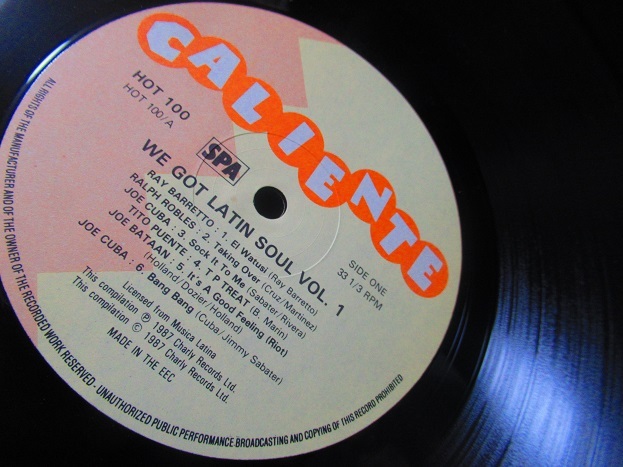 CALIENTE
HOT 100
HOT 100/A
SPA
WE GOT LATIN SOUL VOL. 1
SIDE ONE
33 1/3 RPM
RAY BARRETTO : 1. El Watusi (Ray Barretto)
RALPH ROBLES : 2. Taking Over (Cruz/Martinez)
JOE CUBA : 3. Sock It To Me (Sabater/Rivera)
TITO PUENTE : 4. T P TREAT (B. Marin)
JOE BATAAN : 5. It's A Good Feeling (Riot)
(Holland/Dozier/Holland)
JOE CUBA : 6. Bang Bang (Cuba/Jimmy Sabater)
Licensed from Musica Latina
This compilation ℗ 1987 Charly Records Ltd.
This compilation © 1987 Charly Records Ltd.
MADE IN THE EEC
ALL RIGHTS OF THE MANUFACTURER AND OF THE OWNER OF THE RECORDED WORK RESERVED - UNAUTHORIZED PUBLIC PERFORMANCE BROADCASTING AND COPYING OF THIS RECORD PROHIBITED